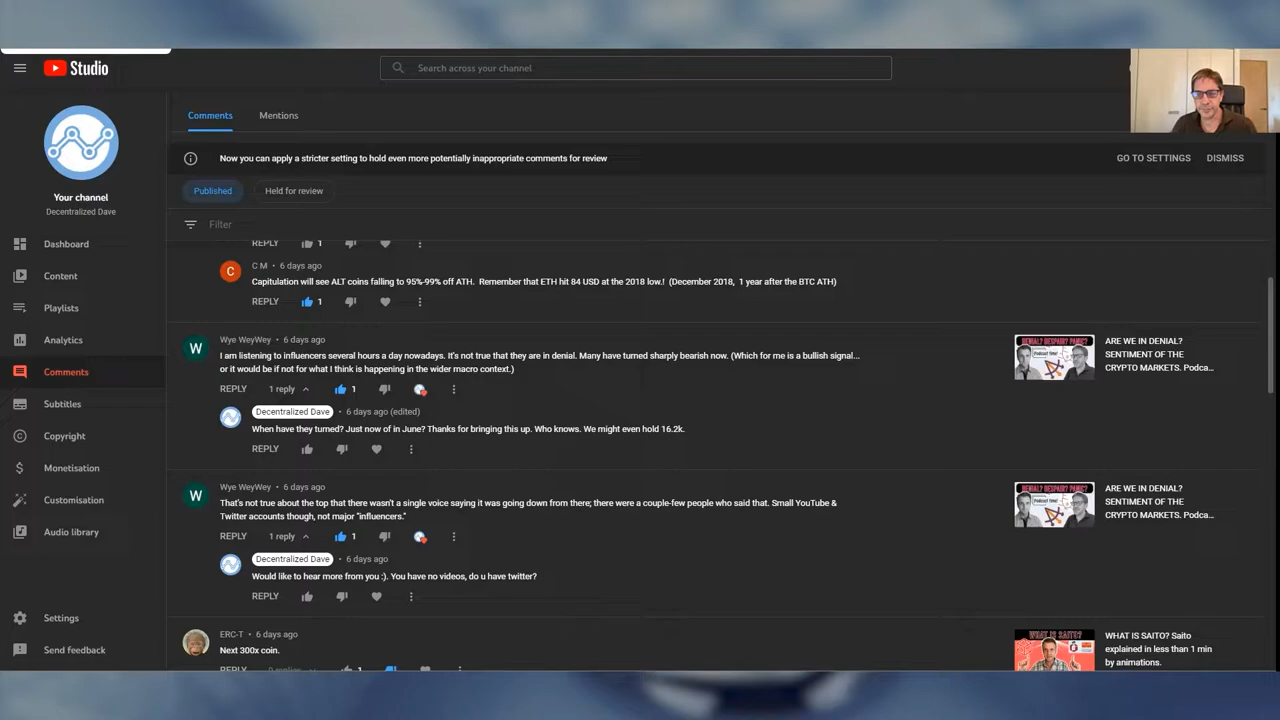 Studio
Search across your channel
Comments
Mentions
Now you can apply a stricter setting to hold even more potentially inappropriate comments for review
GO TO SETTINGS
DISMISS
Your channel
Decentralized Dave
Published
Held for review
Filter
Dashboard
Content
Playlists
Analytics
Comments
Subtitles
Copyright
Monetisation
Customisation
Audio library
Settings
Send feedback
REPLY 1
C
C M • 6 days ago
Capitulation will see ALT coins falling to 95%-99% off ATH. Remember that ETH hit 84 USD at the 2018 low.! (December 2018, 1 year after the BTC ATH)
REPLY 1
W
Wye WeyWey • 6 days ago
I am listening to influencers several hours a day nowadays. It's not true that they are in denial. Many have turned sharply bearish now. (Which for me is a bullish signal...
or it would be if not for what I think is happening in the wider macro context.)
REPLY 1 reply 1
DENIAL? DESPAIR? PANIC?
Podcast time!
ARE WE IN DENIAL?
SENTIMENT OF THE
CRYPTO MARKETS. Podca...
Decentralized Dave • 6 days ago (edited)
When have they turned? Just now of in June? Thanks for bringing this up. Who knows. We might even hold 16.2k.
REPLY
W
Wye WeyWey • 6 days ago
That's not true about the top that there wasn't a single voice saying it was going down from there; there were a couple-few people who said that. Small YouTube &
Twitter accounts though, not major "influencers."
REPLY 1 reply 1
DENIAL? DESPAIR? PANIC?
Podcast time!
ARE WE IN DENIAL?
SENTIMENT OF THE
CRYPTO MARKETS. Podca...
Decentralized Dave • 6 days ago
Would like to hear more from you :). You have no videos, do u have twitter?
REPLY
ERC-T • 6 days ago
Next 300x coin.
REPLY 0 replies 1
WHAT IS SAITO?
WHAT IS SAITO? Saito
explained in less than 1 min
by animations.